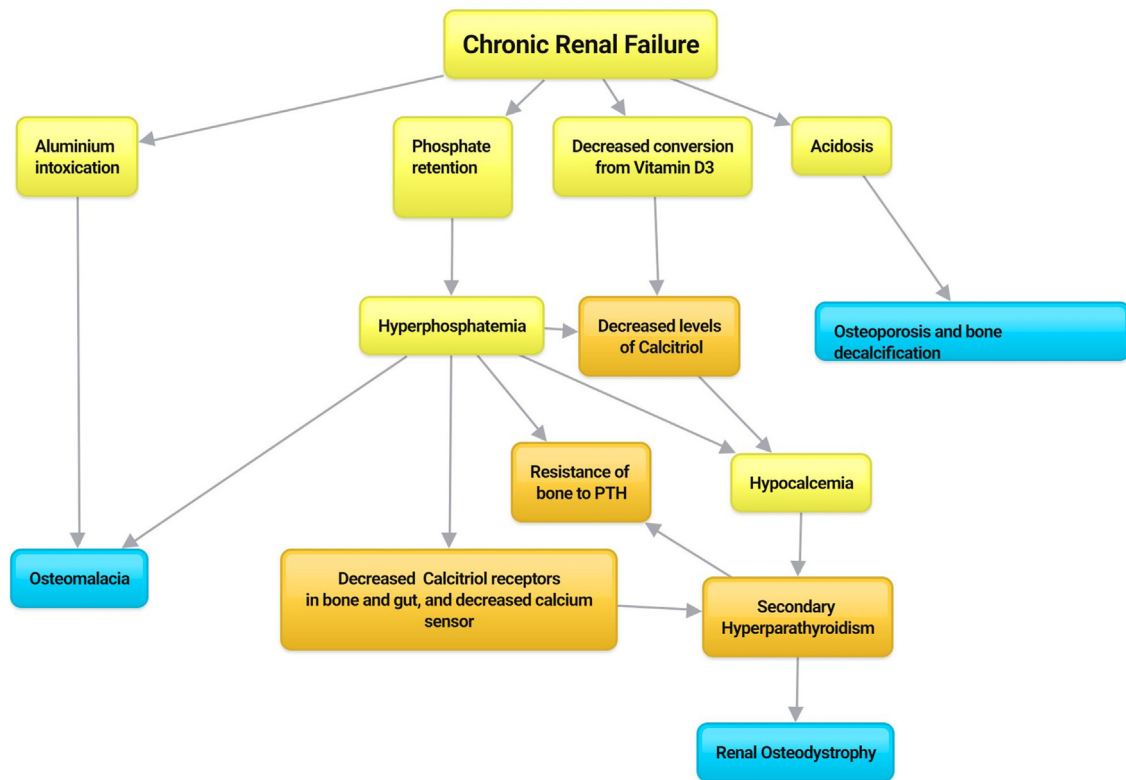 Chronic Renal Failure
Aluminium
intoxication
Phosphate
retention
Decreased conversion
from Vitamin D3
Acidosis
Hyperphosphatemia
Decreased levels
of Calcitriol
Osteoporosis and bone
decalcification
Resistance of
bone to PTH
Hypocalcemia
Osteomalacia
Decreased Calcitriol receptors
in bone and gut, and decreased calcium
sensor
Secondary
Hyperparathyroidism
Renal Osteodystrophy